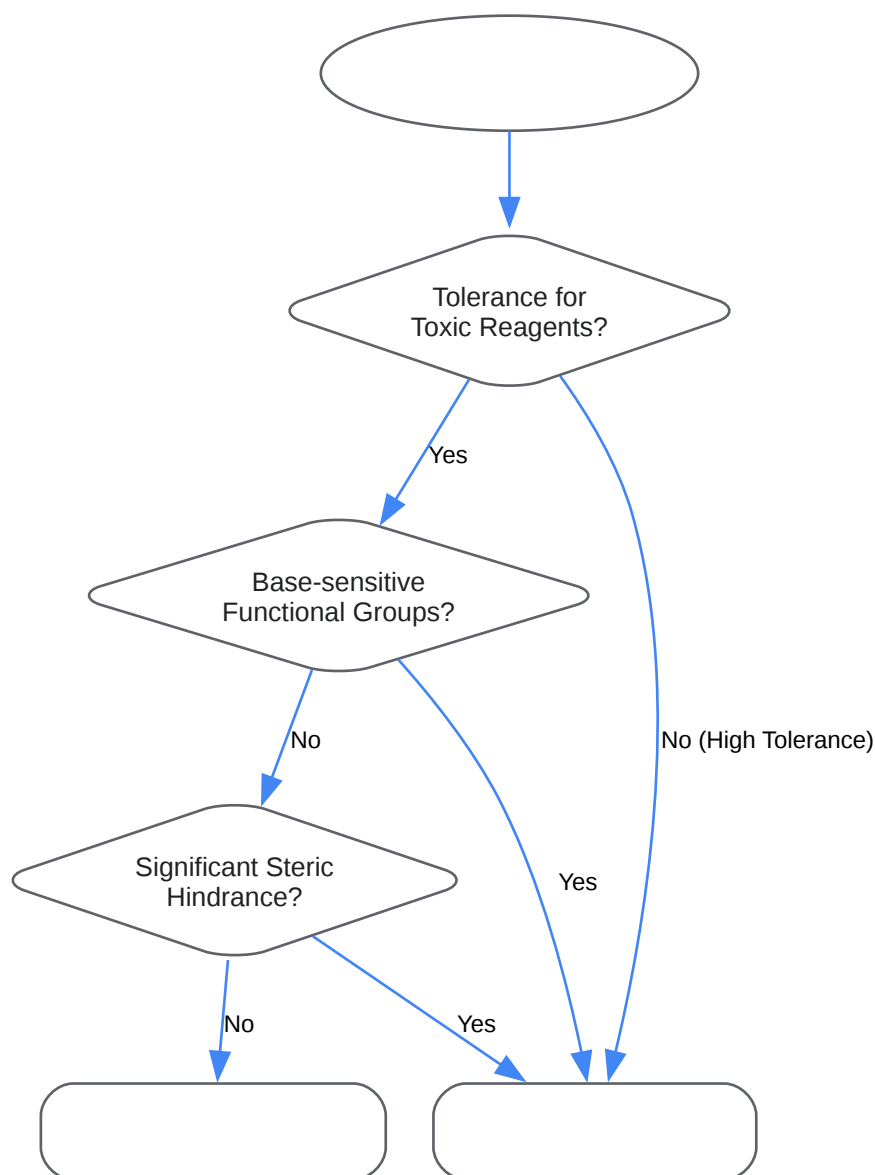 Tolerance for
Toxic Reagents?
Yes
Base-sensitive
Functional Groups?
No
No (High Tolerance)
Significant Steric
Hindrance?
Yes
No
Yes